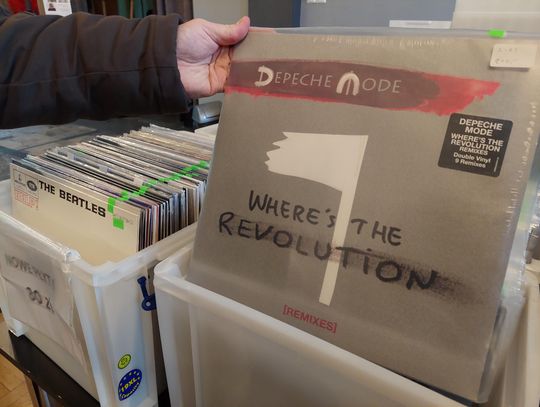 DEPECHE MODE
DEPECHE
MODE
WHERE'S THE
REVOLUTION
REMIXES
Double Vinyl
9 Remixes
WHERE'S THE
REVOLUTION
[REMIXES]
THE BEATLES